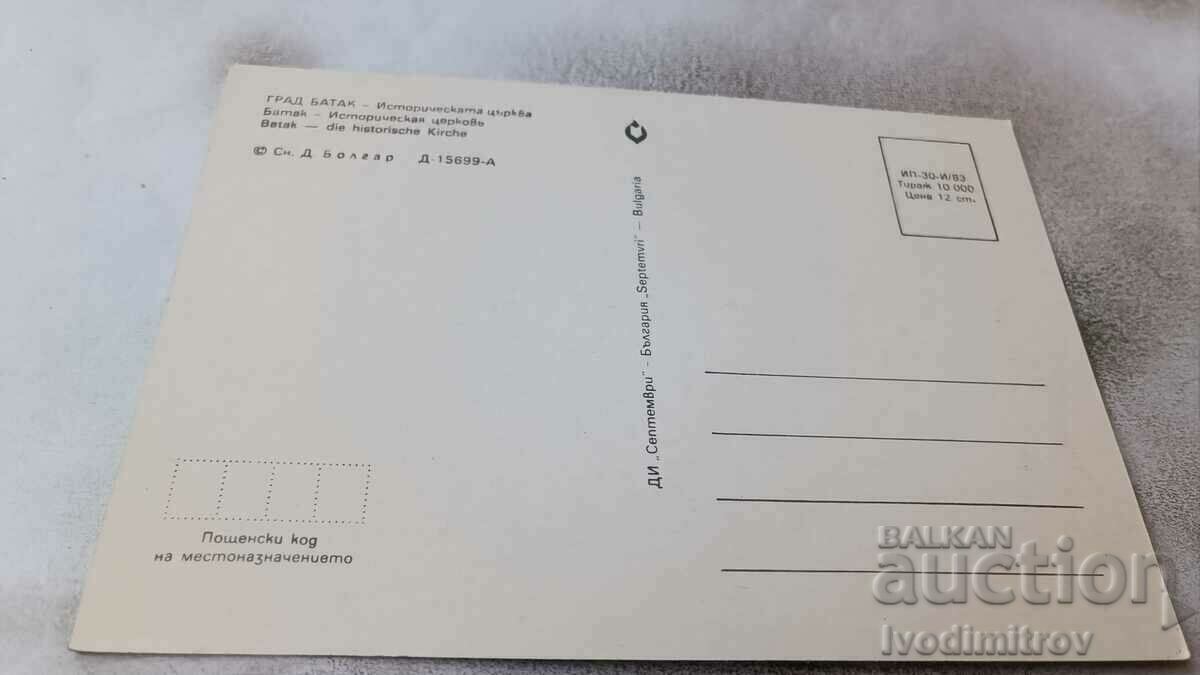 ГРАД БАТАК – Историческата църква
Батак – Историческая церковь
Batak — die historische Kirche
© Сн. Д. Болгар Д-15699-А
ДИ „Септември" – България „Septemvri" — Bulgaria
ИП-30-И/83
Тираж 10 000
Цена 12 ст.
Пощенски код
на местоназначението
BALKAN
auction
Ivodimitrov